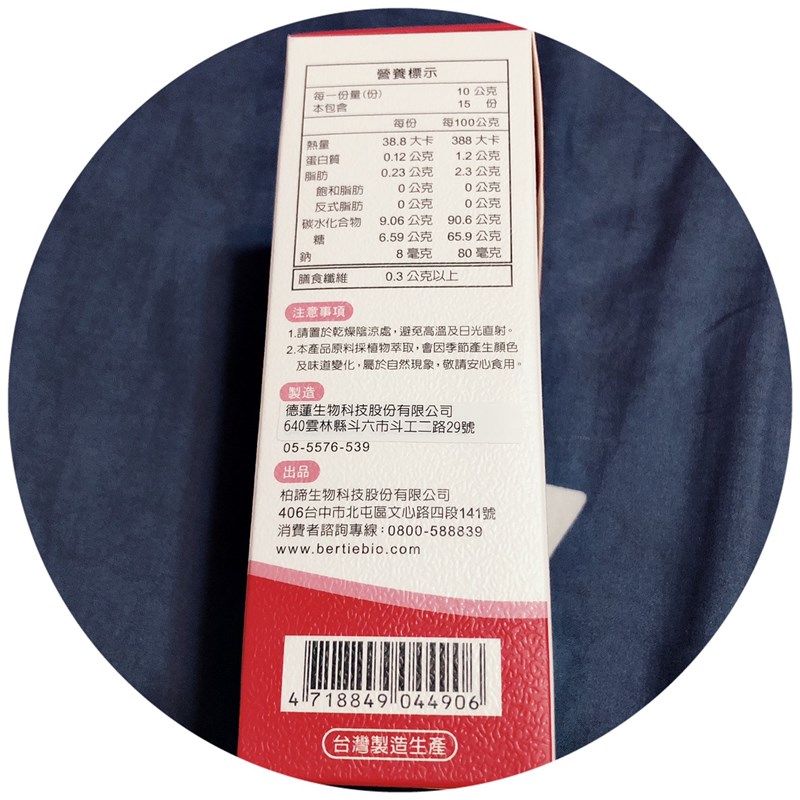 營養標示
每一份量(份) 10 公克
本包含 15 份
每份 每100公克
熱量 38.8 大卡 388 大卡
蛋白質 0.12 公克 1.2 公克
脂肪 0.23 公克 2.3 公克
飽和脂肪 0 公克 0 公克
反式脂肪 0 公克 0 公克
碳水化合物 9.06 公克 90.6 公克
糖 6.59 公克 65.9 公克
鈉 8 毫克 80 毫克
膳食纖維 0.3 公克以上
注意事項
1.請置於乾燥陰涼處，避免高溫及日光直射。
2.本產品原料採植物萃取，會因季節產生顏色
及味道變化，屬於自然現象，敬請安心食用。
製造
德蓮生物科技股份有限公司
640雲林縣斗六市斗工二路29號
05-5576-539
出品
柏諦生物科技股份有限公司
406台中市北屯區文心路四段141號
消費者諮詢專線：0800-588839
www.bertiebio.com
4 718849 044906
台灣製造生產